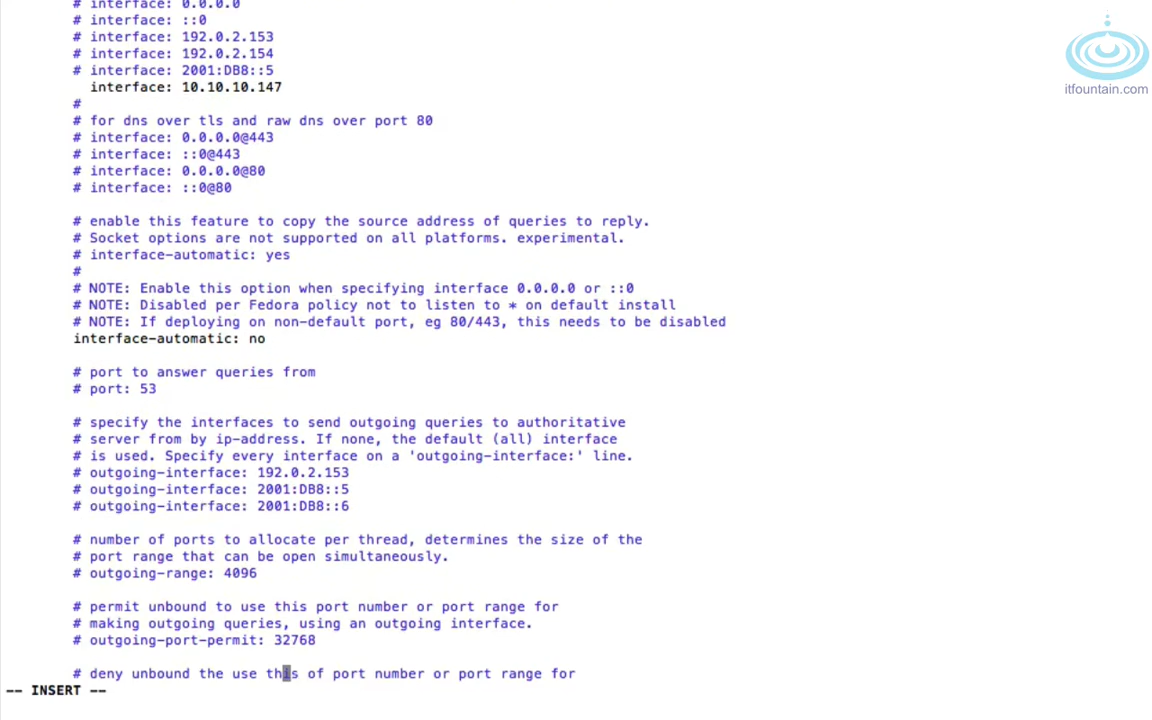 # interface: 0.0.0.0
# interface: ::0
# interface: 192.0.2.153
# interface: 192.0.2.154
# interface: 2001:DB8::5
interface: 10.10.10.147
#
# for dns over tls and raw dns over port 80
# interface: 0.0.0.0@443
# interface: ::0@443
# interface: 0.0.0.0@80
# interface: ::0@80
# enable this feature to copy the source address of queries to reply.
# Socket options are not supported on all platforms. experimental.
# interface-automatic: yes
#
# NOTE: Enable this option when specifying interface 0.0.0.0 or ::0
# NOTE: Disabled per Fedora policy not to listen to * on default install
# NOTE: If deploying on non-default port, eg 80/443, this needs to be disabled
interface-automatic: no
# port to answer queries from
# port: 53
# specify the interfaces to send outgoing queries to authoritative
# server from by ip-address. If none, the default (all) interface
# is used. Specify every interface on a 'outgoing-interface:' line.
# outgoing-interface: 192.0.2.153
# outgoing-interface: 2001:DB8::5
# outgoing-interface: 2001:DB8::6
# number of ports to allocate per thread, determines the size of the
# port range that can be open simultaneously.
# outgoing-range: 4096
# permit unbound to use this port number or port range for
# making outgoing queries, using an outgoing interface.
# outgoing-port-permit: 32768
# deny unbound the use this of port number or port range for
-- INSERT --
itfountain.com